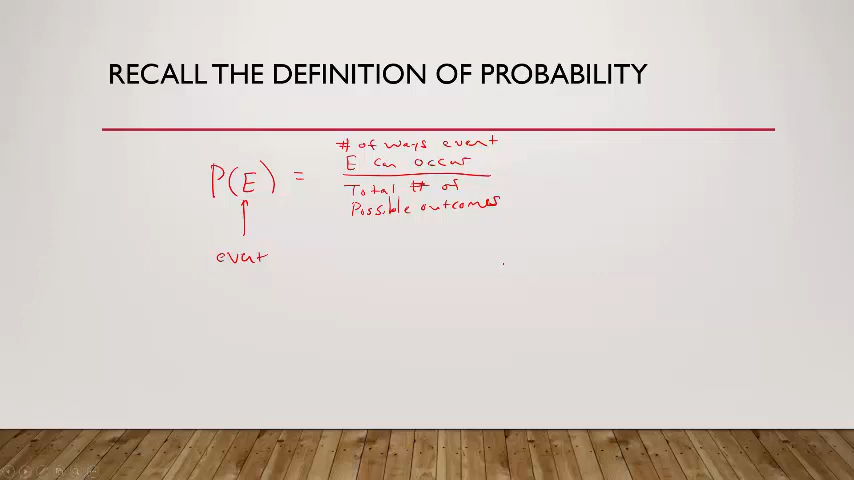 RECALL THE DEFINITION OF PROBABILITY
# of ways event
E can occur
P(E) =
Total # of
Possible outcomes
event